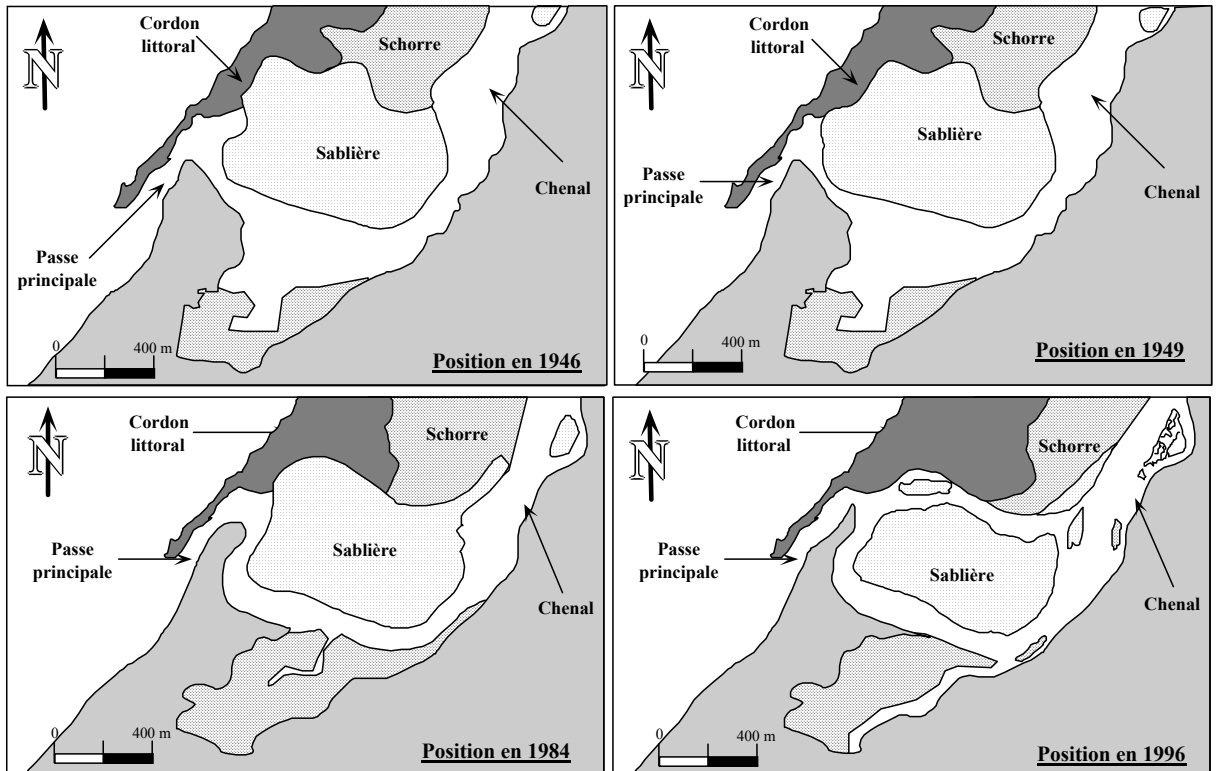 Cordon
littoral
Schorre
N
Sablière
Chenal
Passe
principale
0
400 m
Position en 1946
Cordon
littoral
Schorre
N
Sablière
Passe
principale
Chenal
0
400 m
Position en 1949
Cordon
littoral
Schorre
N
Passe
principale
Sablière
Chenal
0
400 m
Position en 1984
Cordon
littoral
Schorre
N
Passe
principale
Sablière
Chenal
0
400 m
Position en 1996